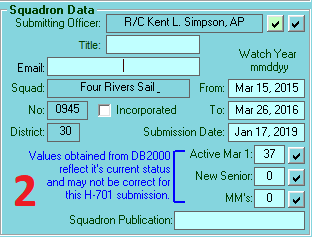 Squadron Data
Submitting Officer: R/C Kent L. Simpson, AP
Title:
Watch Year
Email:
mmddyy
Squad: Four Rivers Sail
From: Mar 15, 2015
No: 0945 Incorporated
To: Mar 26, 2016
District: 30
Submission Date: Jan 17, 2019
Values obtained from DB2000
reflect it's current status
and may not be correct for
this H-701 submission.
2
Active Mar 1: 37
New Senior: 0
MM's: 0
Squadron Publication: